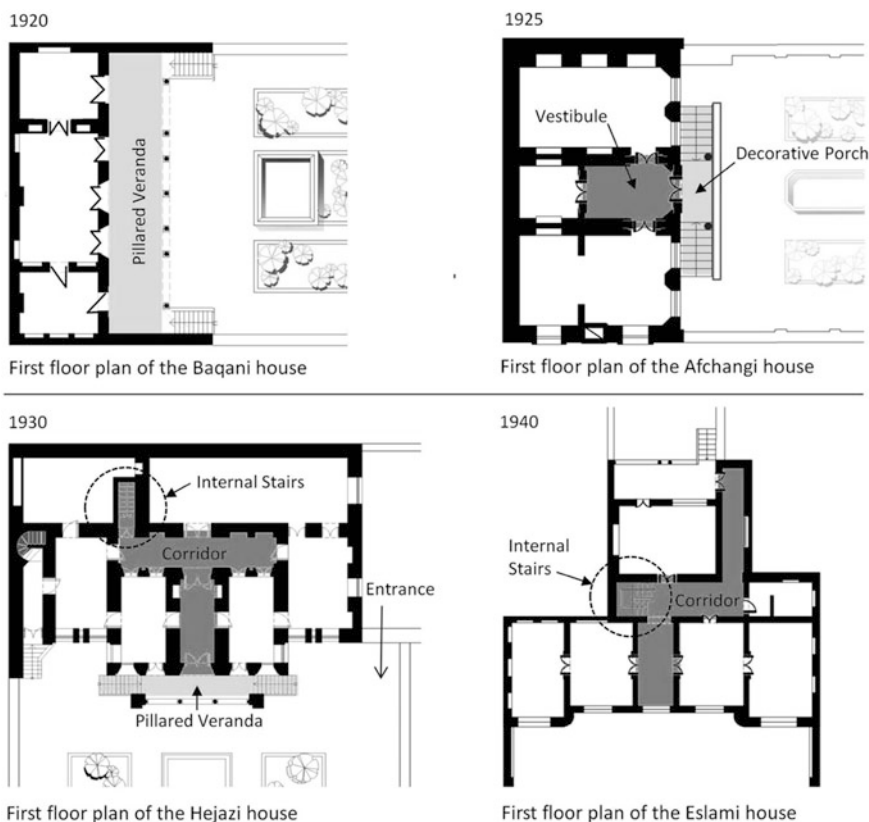 1920
Pillared Veranda
First floor plan of the Baqani house
1925
Vestibule
Decorative Porch
First floor plan of the Afchangi house
1930
Internal Stairs
Corridor
Entrance
Pillared Veranda
First floor plan of the Hejazi house
1940
Internal
Stairs
Corridor
First floor plan of the Eslami house